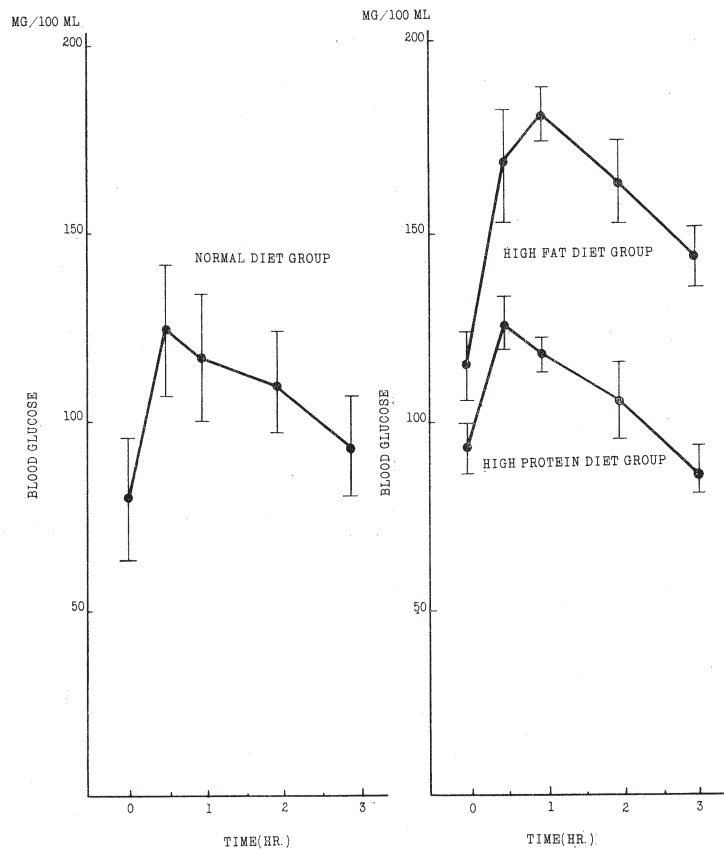 MG/100 ML
200
150
100
50
BLOOD GLUCOSE
NORMAL DIET GROUP
0 1 2 3
TIME(HR.)
MG/100 ML
200
150
100
50
BLOOD GLUCOSE
HIGH FAT DIET GROUP
HIGH PROTEIN DIET GROUP
0 1 2 3
TIME(HR.)